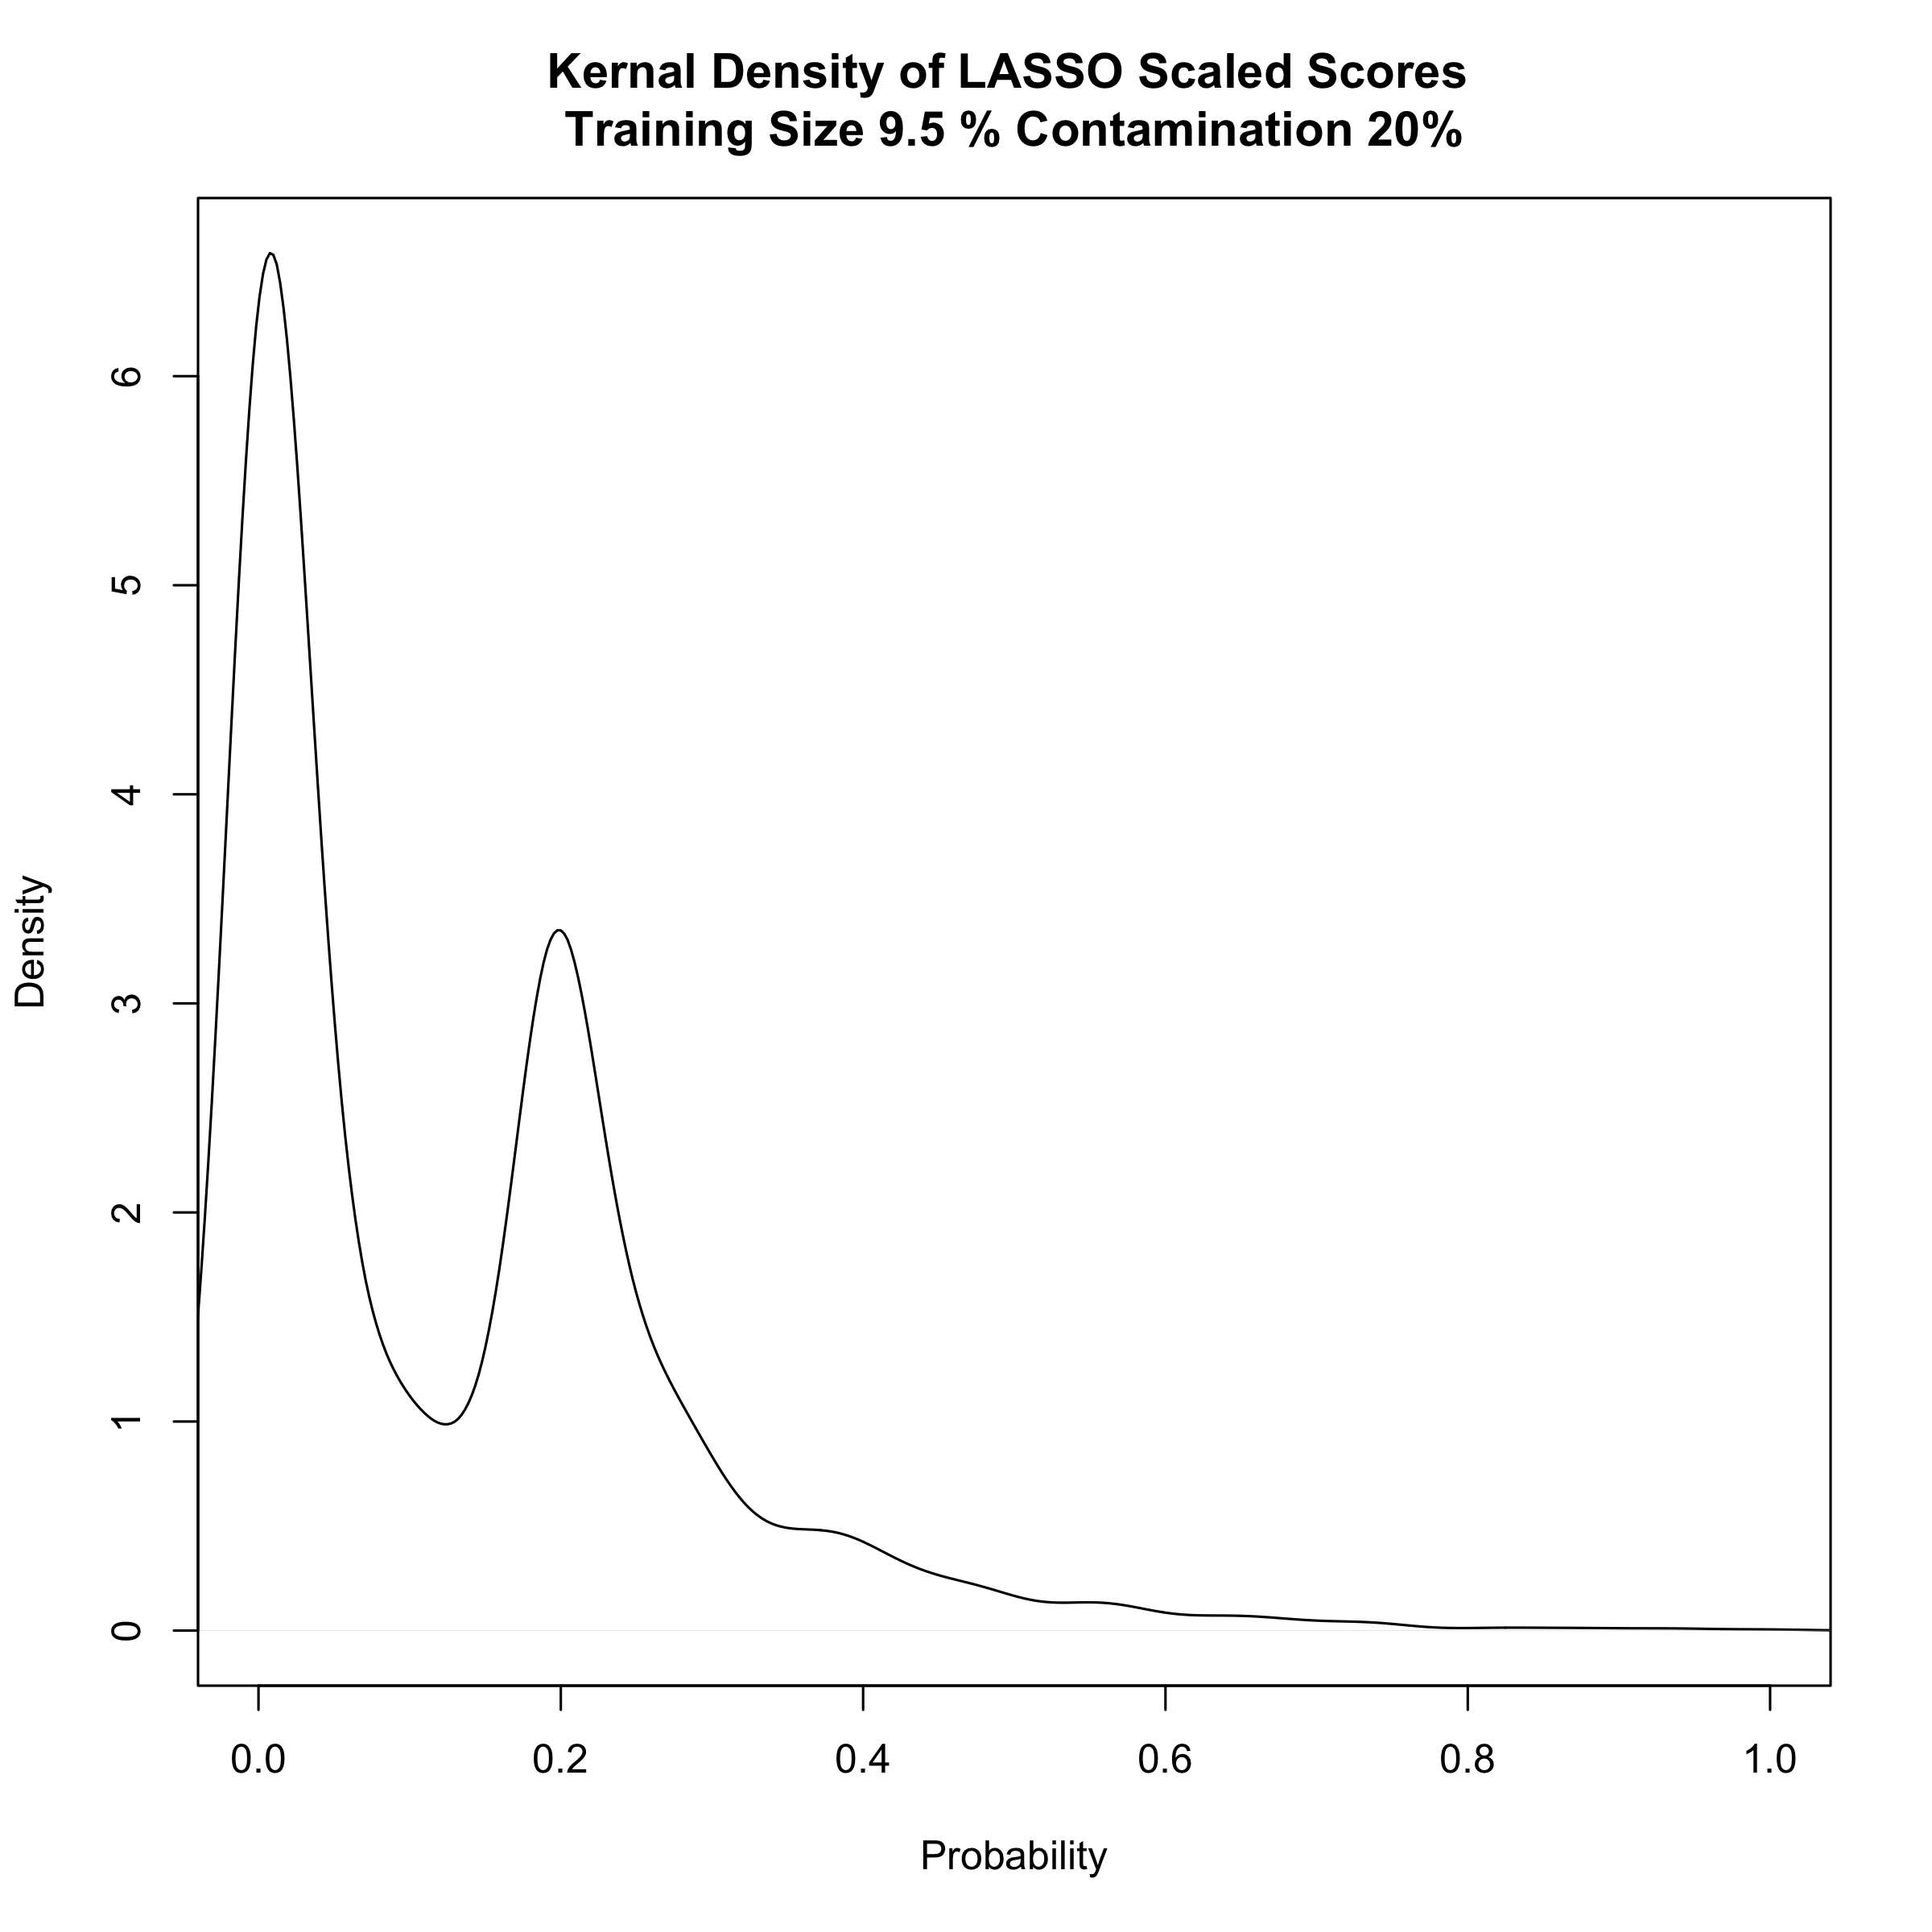 Kernal Density of LASSO Scaled Scores
Training Size 9.5 % Contamination 20%
Density
6
5
4
3
2
1
0
0.0 0.2 0.4 0.6 0.8 1.0
Probability